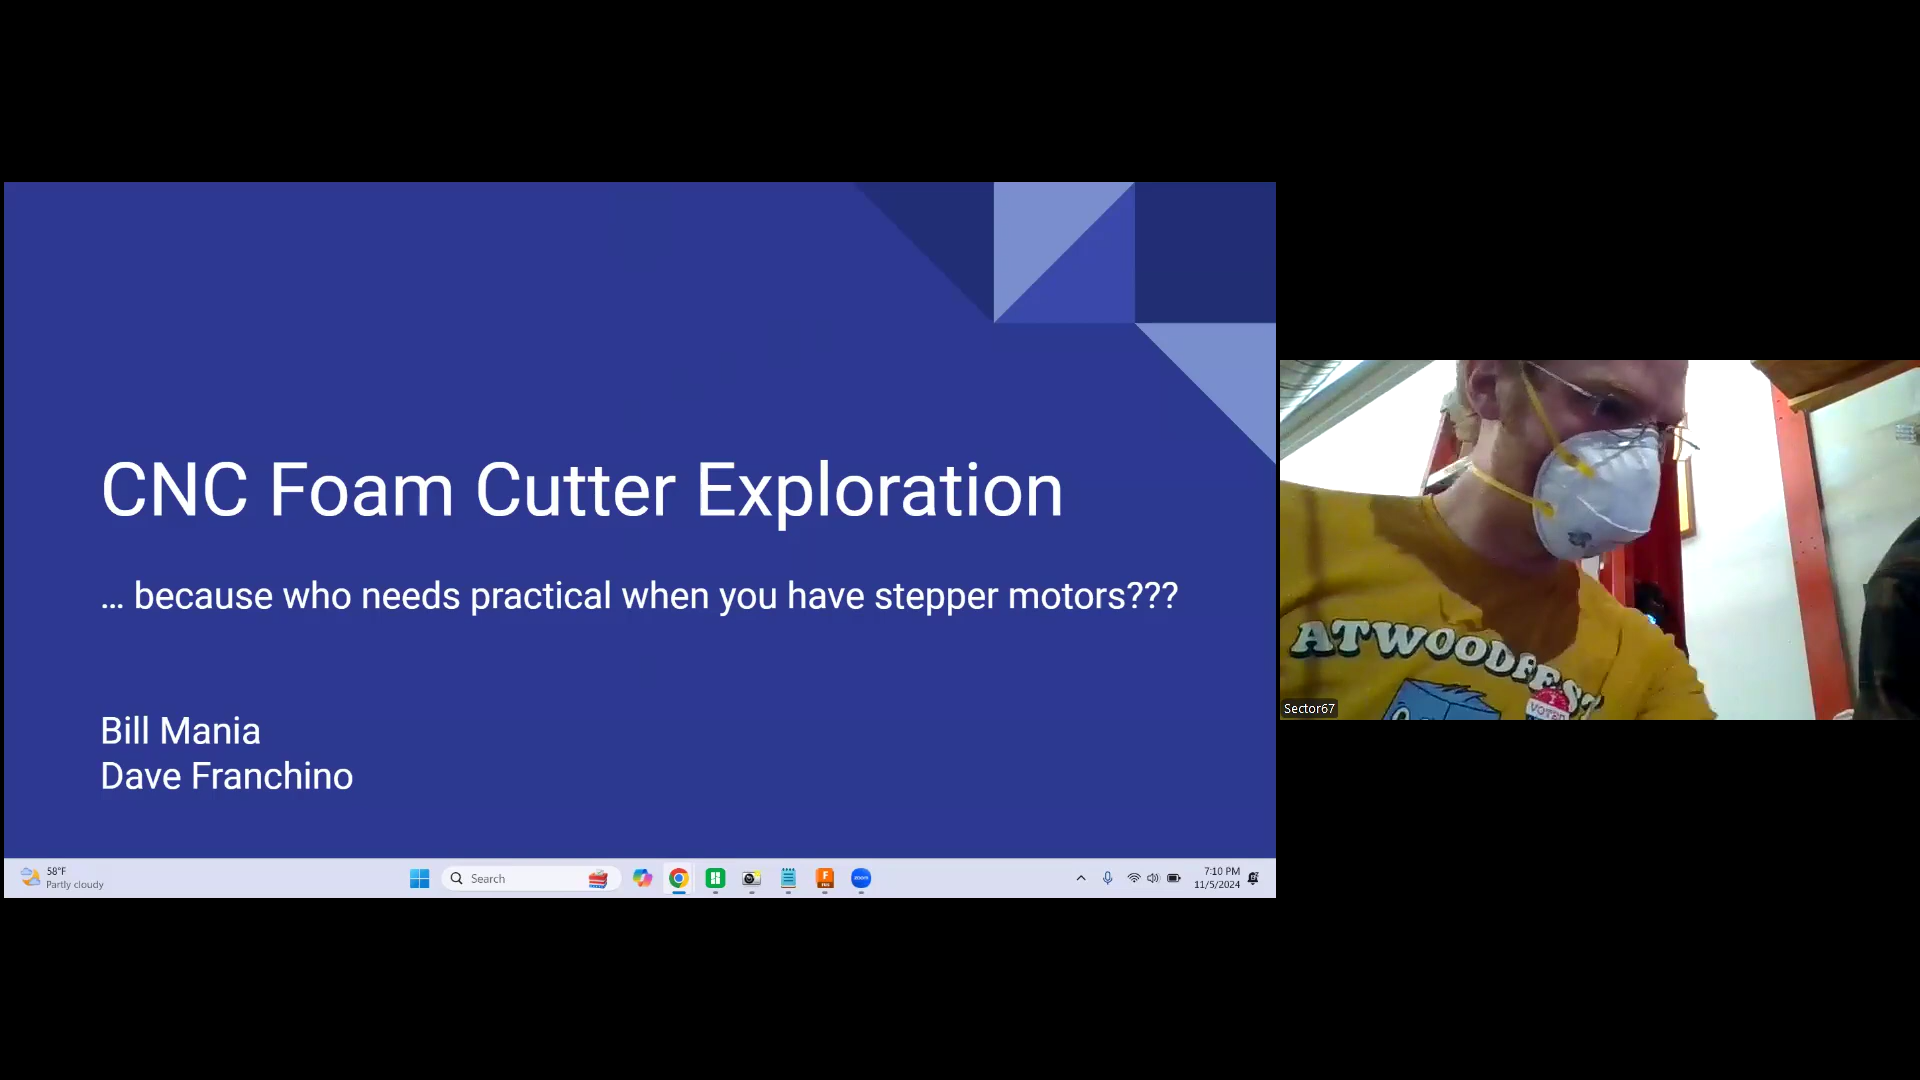 CNC Foam Cutter Exploration
... because who needs practical when you have stepper motors???
Bill Mania
Dave Franchino
58°F
Partly cloudy
Search
7:10 PM
11/5/2024
ATWOODFEST
VOTED
Sector67